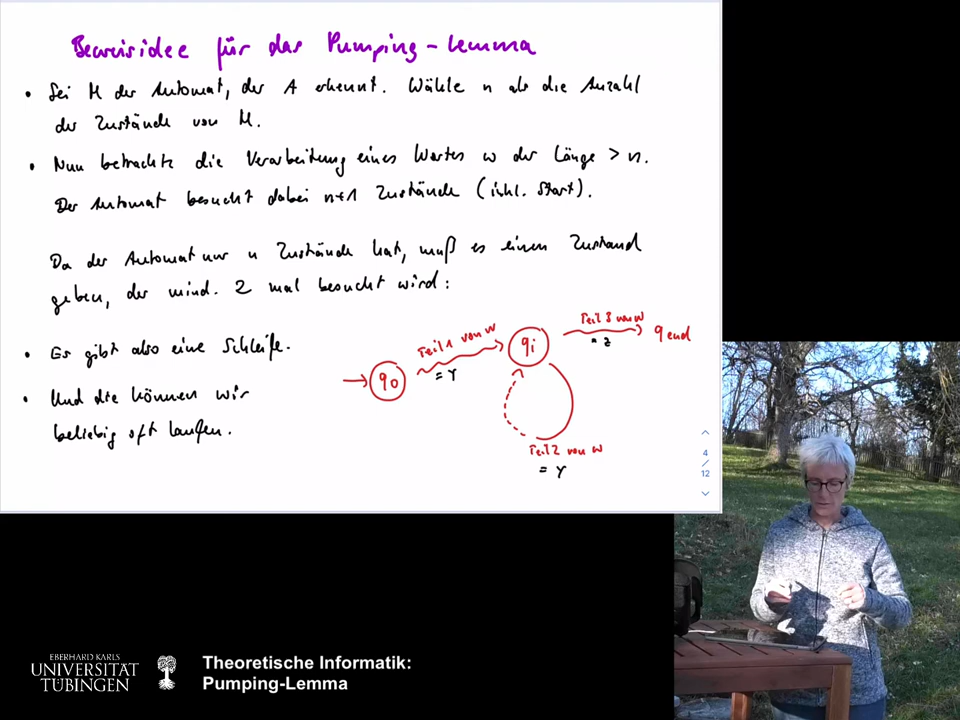 Beweisidee für das Pumping-Lemma
• Sei M der Automat, der A erkennt. Wähle n als die Anzahl
der Zustände von M.
• Nun betrachte die Verarbeitung eines Wortes w der Länge > n.
Der Automat besucht dabei n+1 Zustände (inkl. Start).
Da der Automat nur n Zustände hat, muß es einen Zustand
geben, der mind. 2 mal besucht wird:
• Es gibt also eine Schleife.
• Und die können wir
beliebig oft laufen.
q0
Teil 1 von w
= Y
qi
Teil 3 von w
= z
q end
Teil 2 von w
= Y
4
/
12
EBERHARD KARLS
UNIVERSITÄT
TÜBINGEN
Theoretische Informatik:
Pumping-Lemma